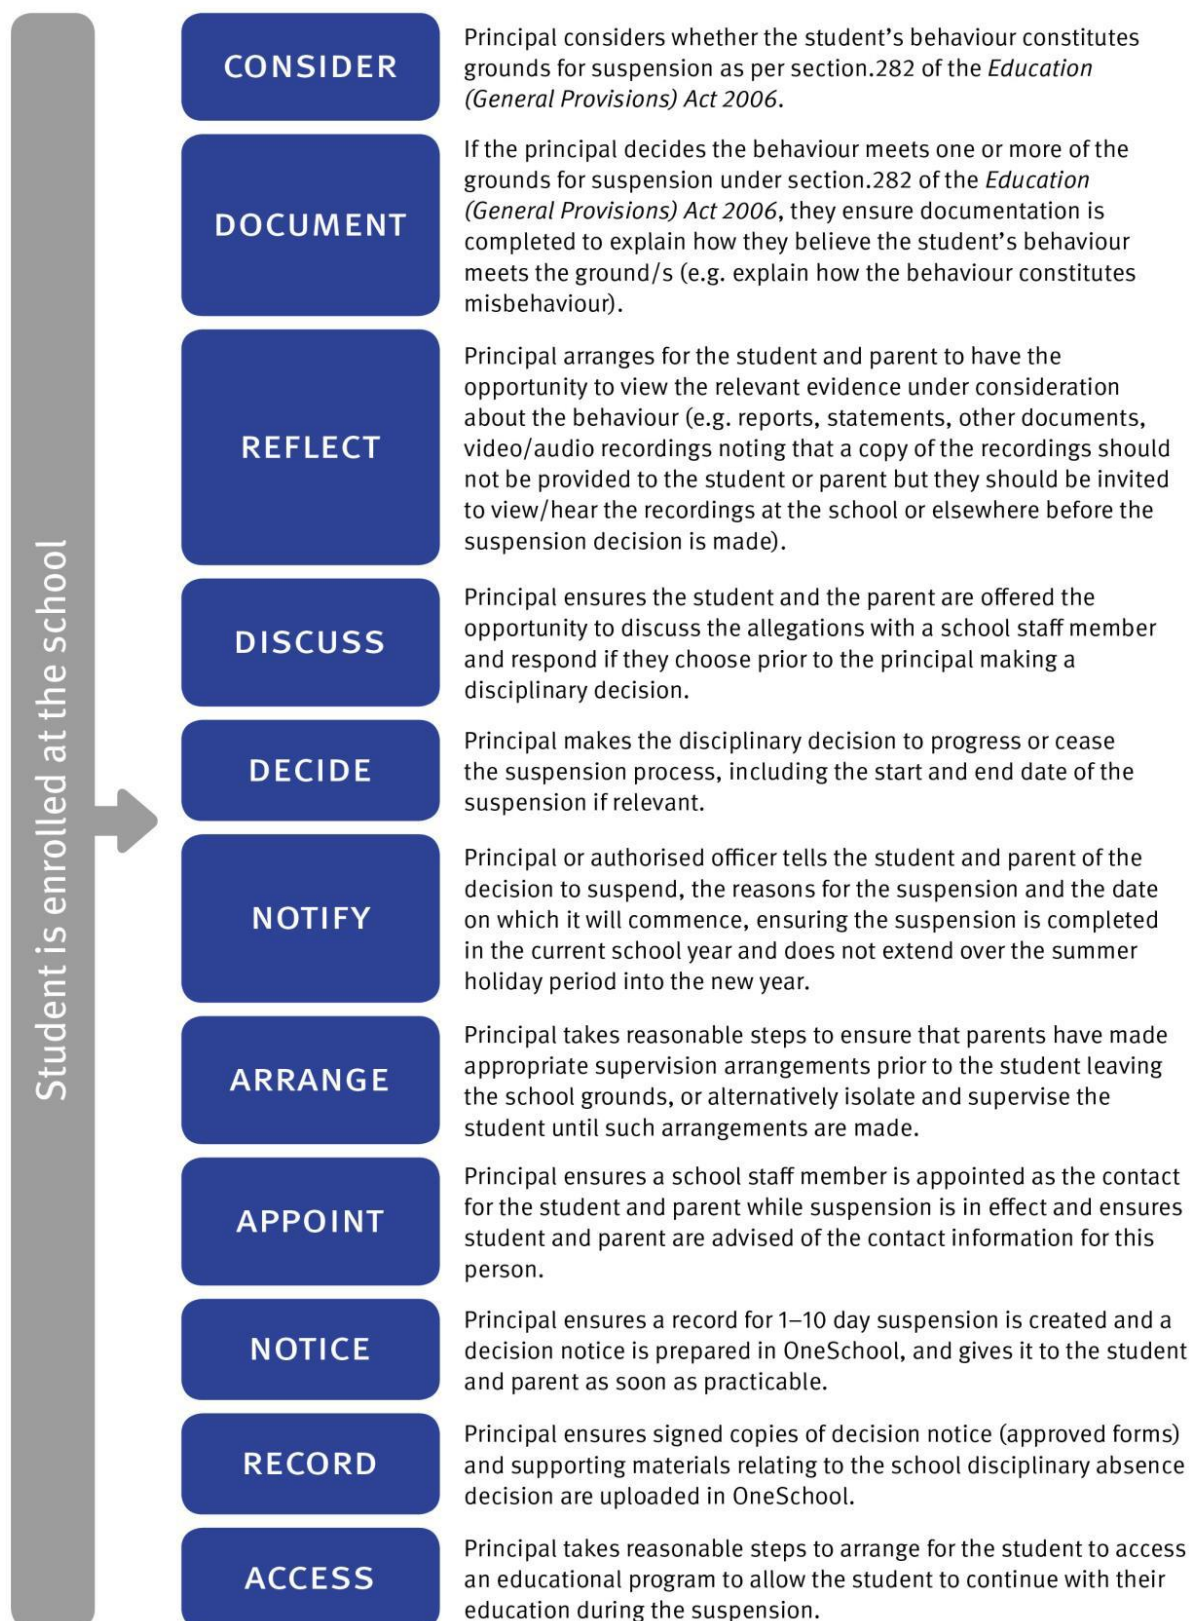 Student is enrolled at the school
CONSIDER
Principal considers whether the student’s behaviour constitutes
grounds for suspension as per section.282 of the Education
(General Provisions) Act 2006.
DOCUMENT
If the principal decides the behaviour meets one or more of the
grounds for suspension under section.282 of the Education
(General Provisions) Act 2006, they ensure documentation is
completed to explain how they believe the student’s behaviour
meets the ground/s (e.g. explain how the behaviour constitutes
misbehaviour).
REFLECT
Principal arranges for the student and parent to have the
opportunity to view the relevant evidence under consideration
about the behaviour (e.g. reports, statements, other documents,
video/audio recordings noting that a copy of the recordings should
not be provided to the student or parent but they should be invited
to view/hear the recordings at the school or elsewhere before the
suspension decision is made).
DISCUSS
Principal ensures the student and the parent are offered the
opportunity to discuss the allegations with a school staff member
and respond if they choose prior to the principal making a
disciplinary decision.
DECIDE
Principal makes the disciplinary decision to progress or cease
the suspension process, including the start and end date of the
suspension if relevant.
NOTIFY
Principal or authorised officer tells the student and parent of the
decision to suspend, the reasons for the suspension and the date
on which it will commence, ensuring the suspension is completed
in the current school year and does not extend over the summer
holiday period into the new year.
ARRANGE
Principal takes reasonable steps to ensure that parents have made
appropriate supervision arrangements prior to the student leaving
the school grounds, or alternatively isolate and supervise the
student until such arrangements are made.
APPOINT
Principal ensures a school staff member is appointed as the contact
for the student and parent while suspension is in effect and ensures
student and parent are advised of the contact information for this
person.
NOTICE
Principal ensures a record for 1–10 day suspension is created and a
decision notice is prepared in OneSchool, and gives it to the student
and parent as soon as practicable.
RECORD
Principal ensures signed copies of decision notice (approved forms)
and supporting materials relating to the school disciplinary absence
decision are uploaded in OneSchool.
ACCESS
Principal takes reasonable steps to arrange for the student to access
an educational program to allow the student to continue with their
education during the suspension.